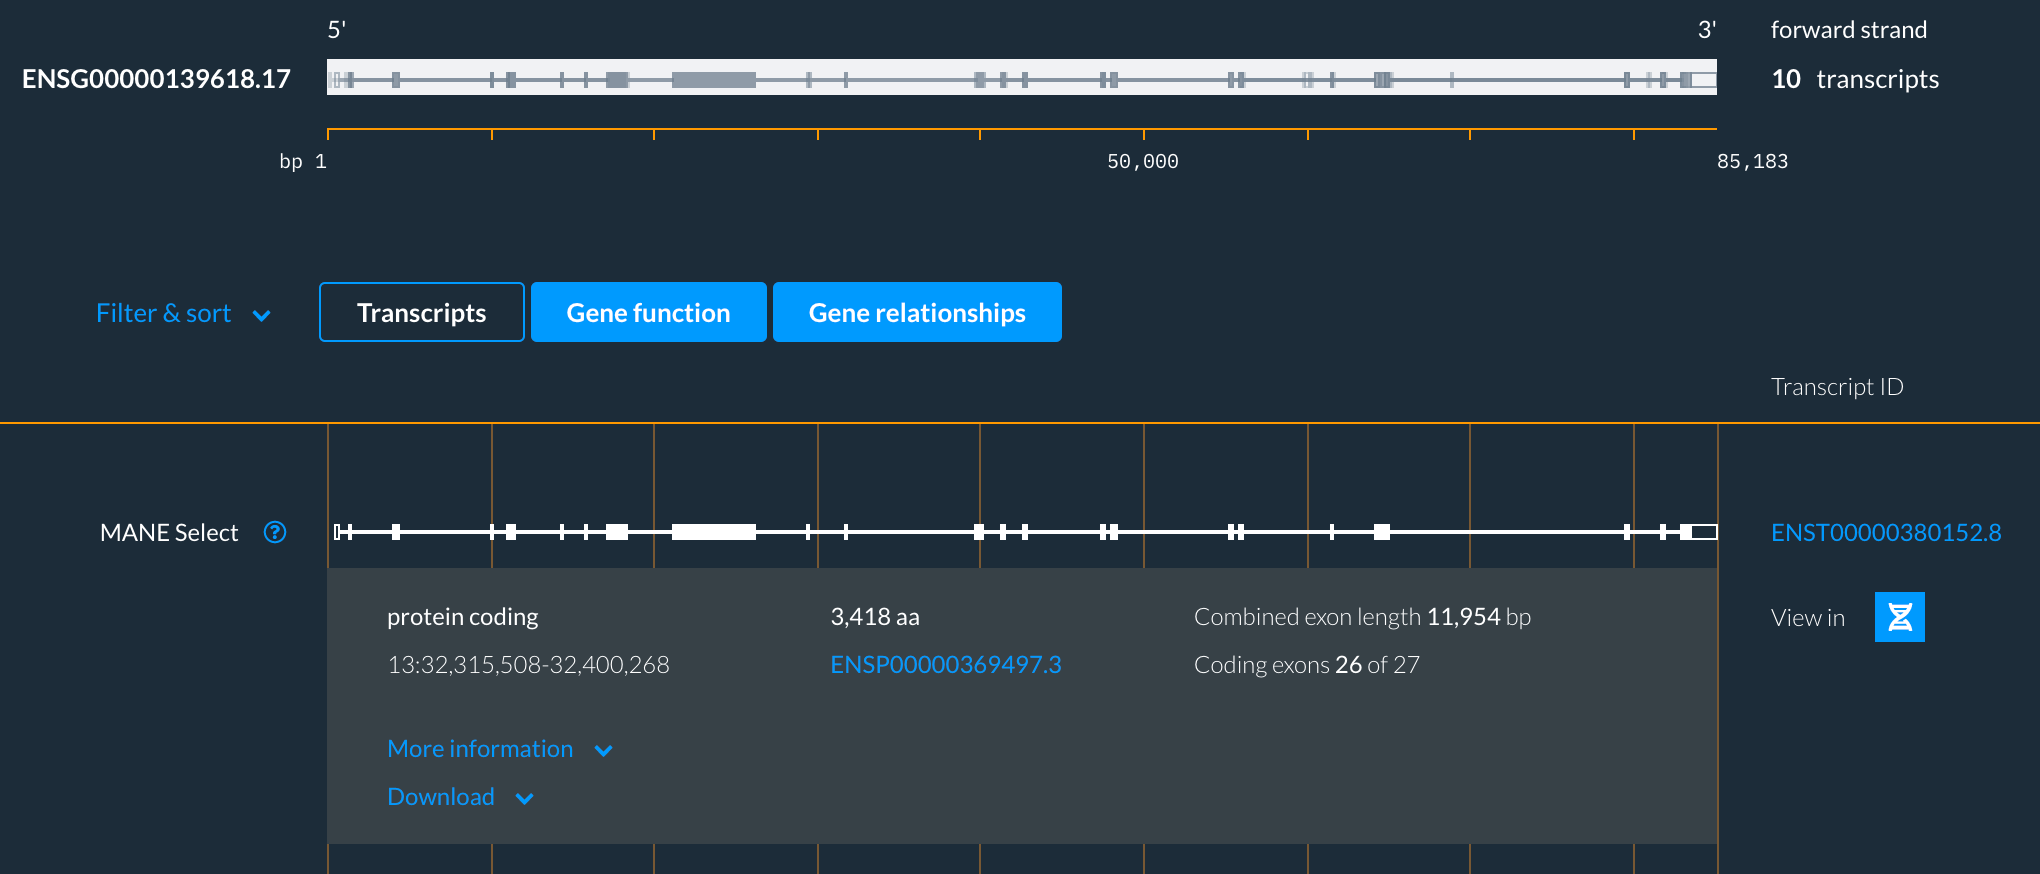 5' 3' forward strand
ENSG00000139618.17 10 transcripts
bp 1 50,000 85,183
Filter & sort Transcripts Gene function Gene relationships
Transcript ID
MANE Select ? ENST00000380152.8
protein coding 3,418 aa Combined exon length 11,954 bp View in
13:32,315,508-32,400,268 ENSP00000369497.3 Coding exons 26 of 27
More information
Download